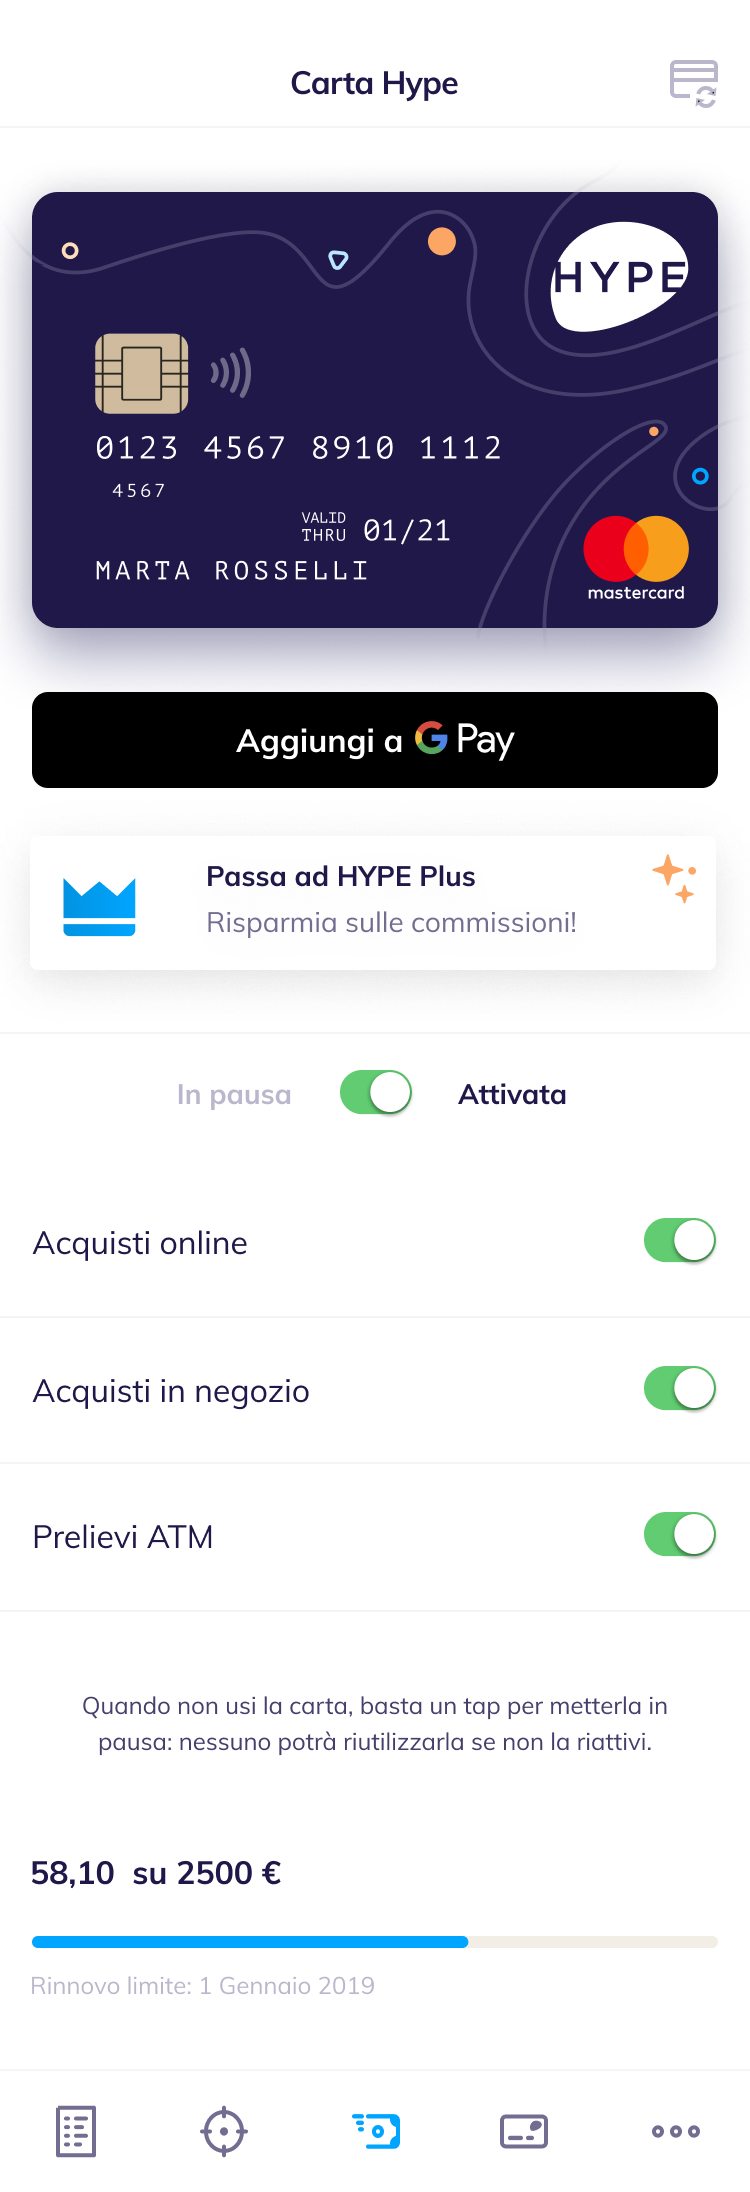 Carta Hype
HYPE
0123 4567 8910 1112
4567
VALID
THRU 01/21
MARTA ROSSELLI
mastercard
Aggiungi a G Pay
Passa ad HYPE Plus
Risparmia sulle commissioni!
In pausa Attivata
Acquisti online
Acquisti in negozio
Prelievi ATM
Quando non usi la carta, basta un tap per metterla in
pausa: nessuno potrà riutilizzarla se non la riattivi.
58,10 su 2500 €
Rinnovo limite: 1 Gennaio 2019